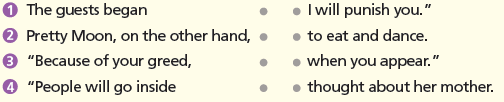 1 The guests began I will punish you.”
2 Pretty Moon, on the other hand, to eat and dance.
3 “Because of your greed, when you appear.”
4 “People will go inside thought about her mother.